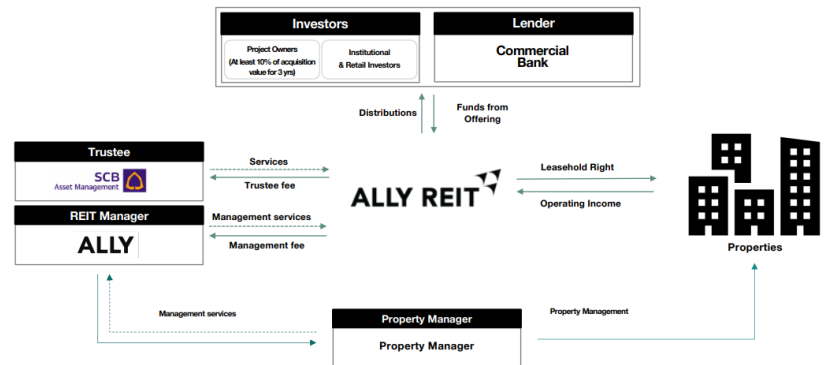 Investors
Lender
Project Owners
(At least 10% of acquisition
value for 3 yrs)
Institutional
& Retail Investors
Commercial
Bank
Distributions
Funds from
Offering
Trustee
SCB
Asset Management
Services
Trustee fee
REIT Manager
ALLY
Management services
Management fee
ALLY REIT
Leasehold Right
Operating Income
Properties
Management services
Property Manager
Property Manager
Property Management